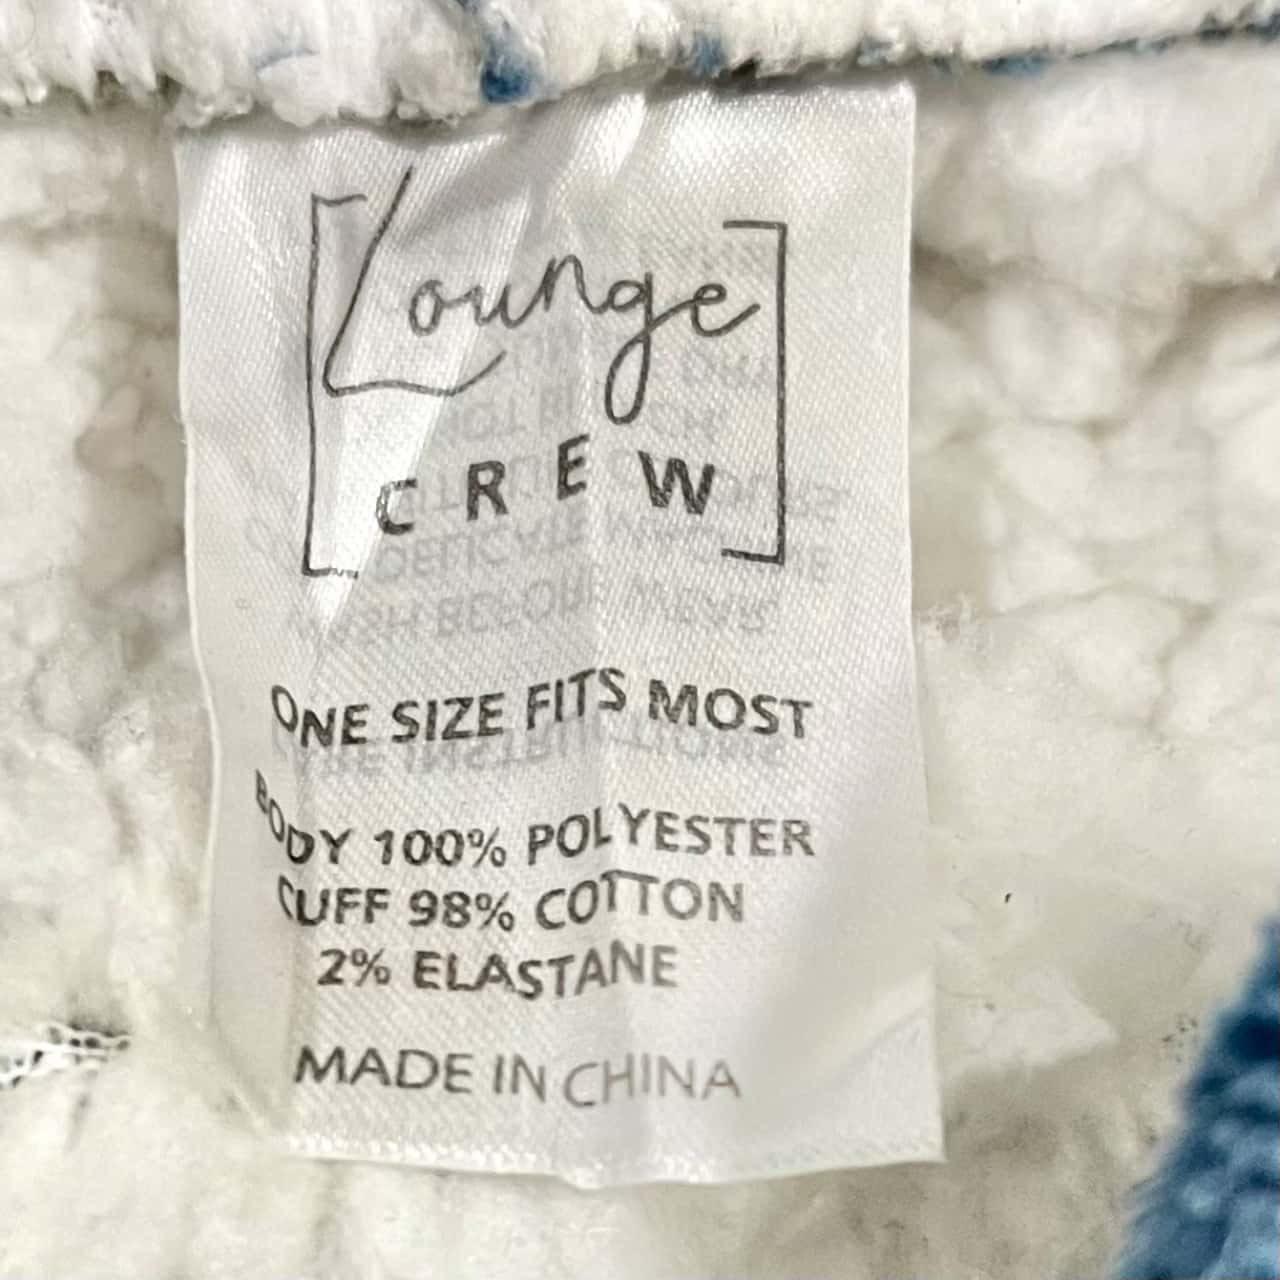 Lounge
CREW
ONE SIZE FITS MOST
BODY 100% POLYESTER
CUFF 98% COTTON
2% ELASTANE
MADE IN CHINA